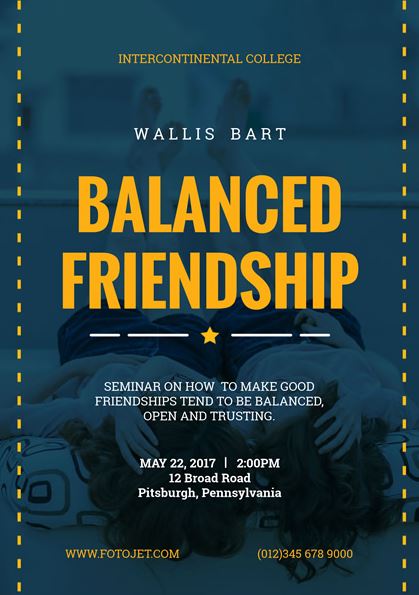 INTERCONTINENTAL COLLEGE
WALLIS BART
BALANCED
FRIENDSHIP
SEMINAR ON HOW TO MAKE GOOD
FRIENDSHIPS TEND TO BE BALANCED,
OPEN AND TRUSTING.
MAY 22, 2017 | 2:00PM
12 Broad Road
Pitsburgh, Pennsylvania
WWW.FOTOJET.COM (012)345 678 9000